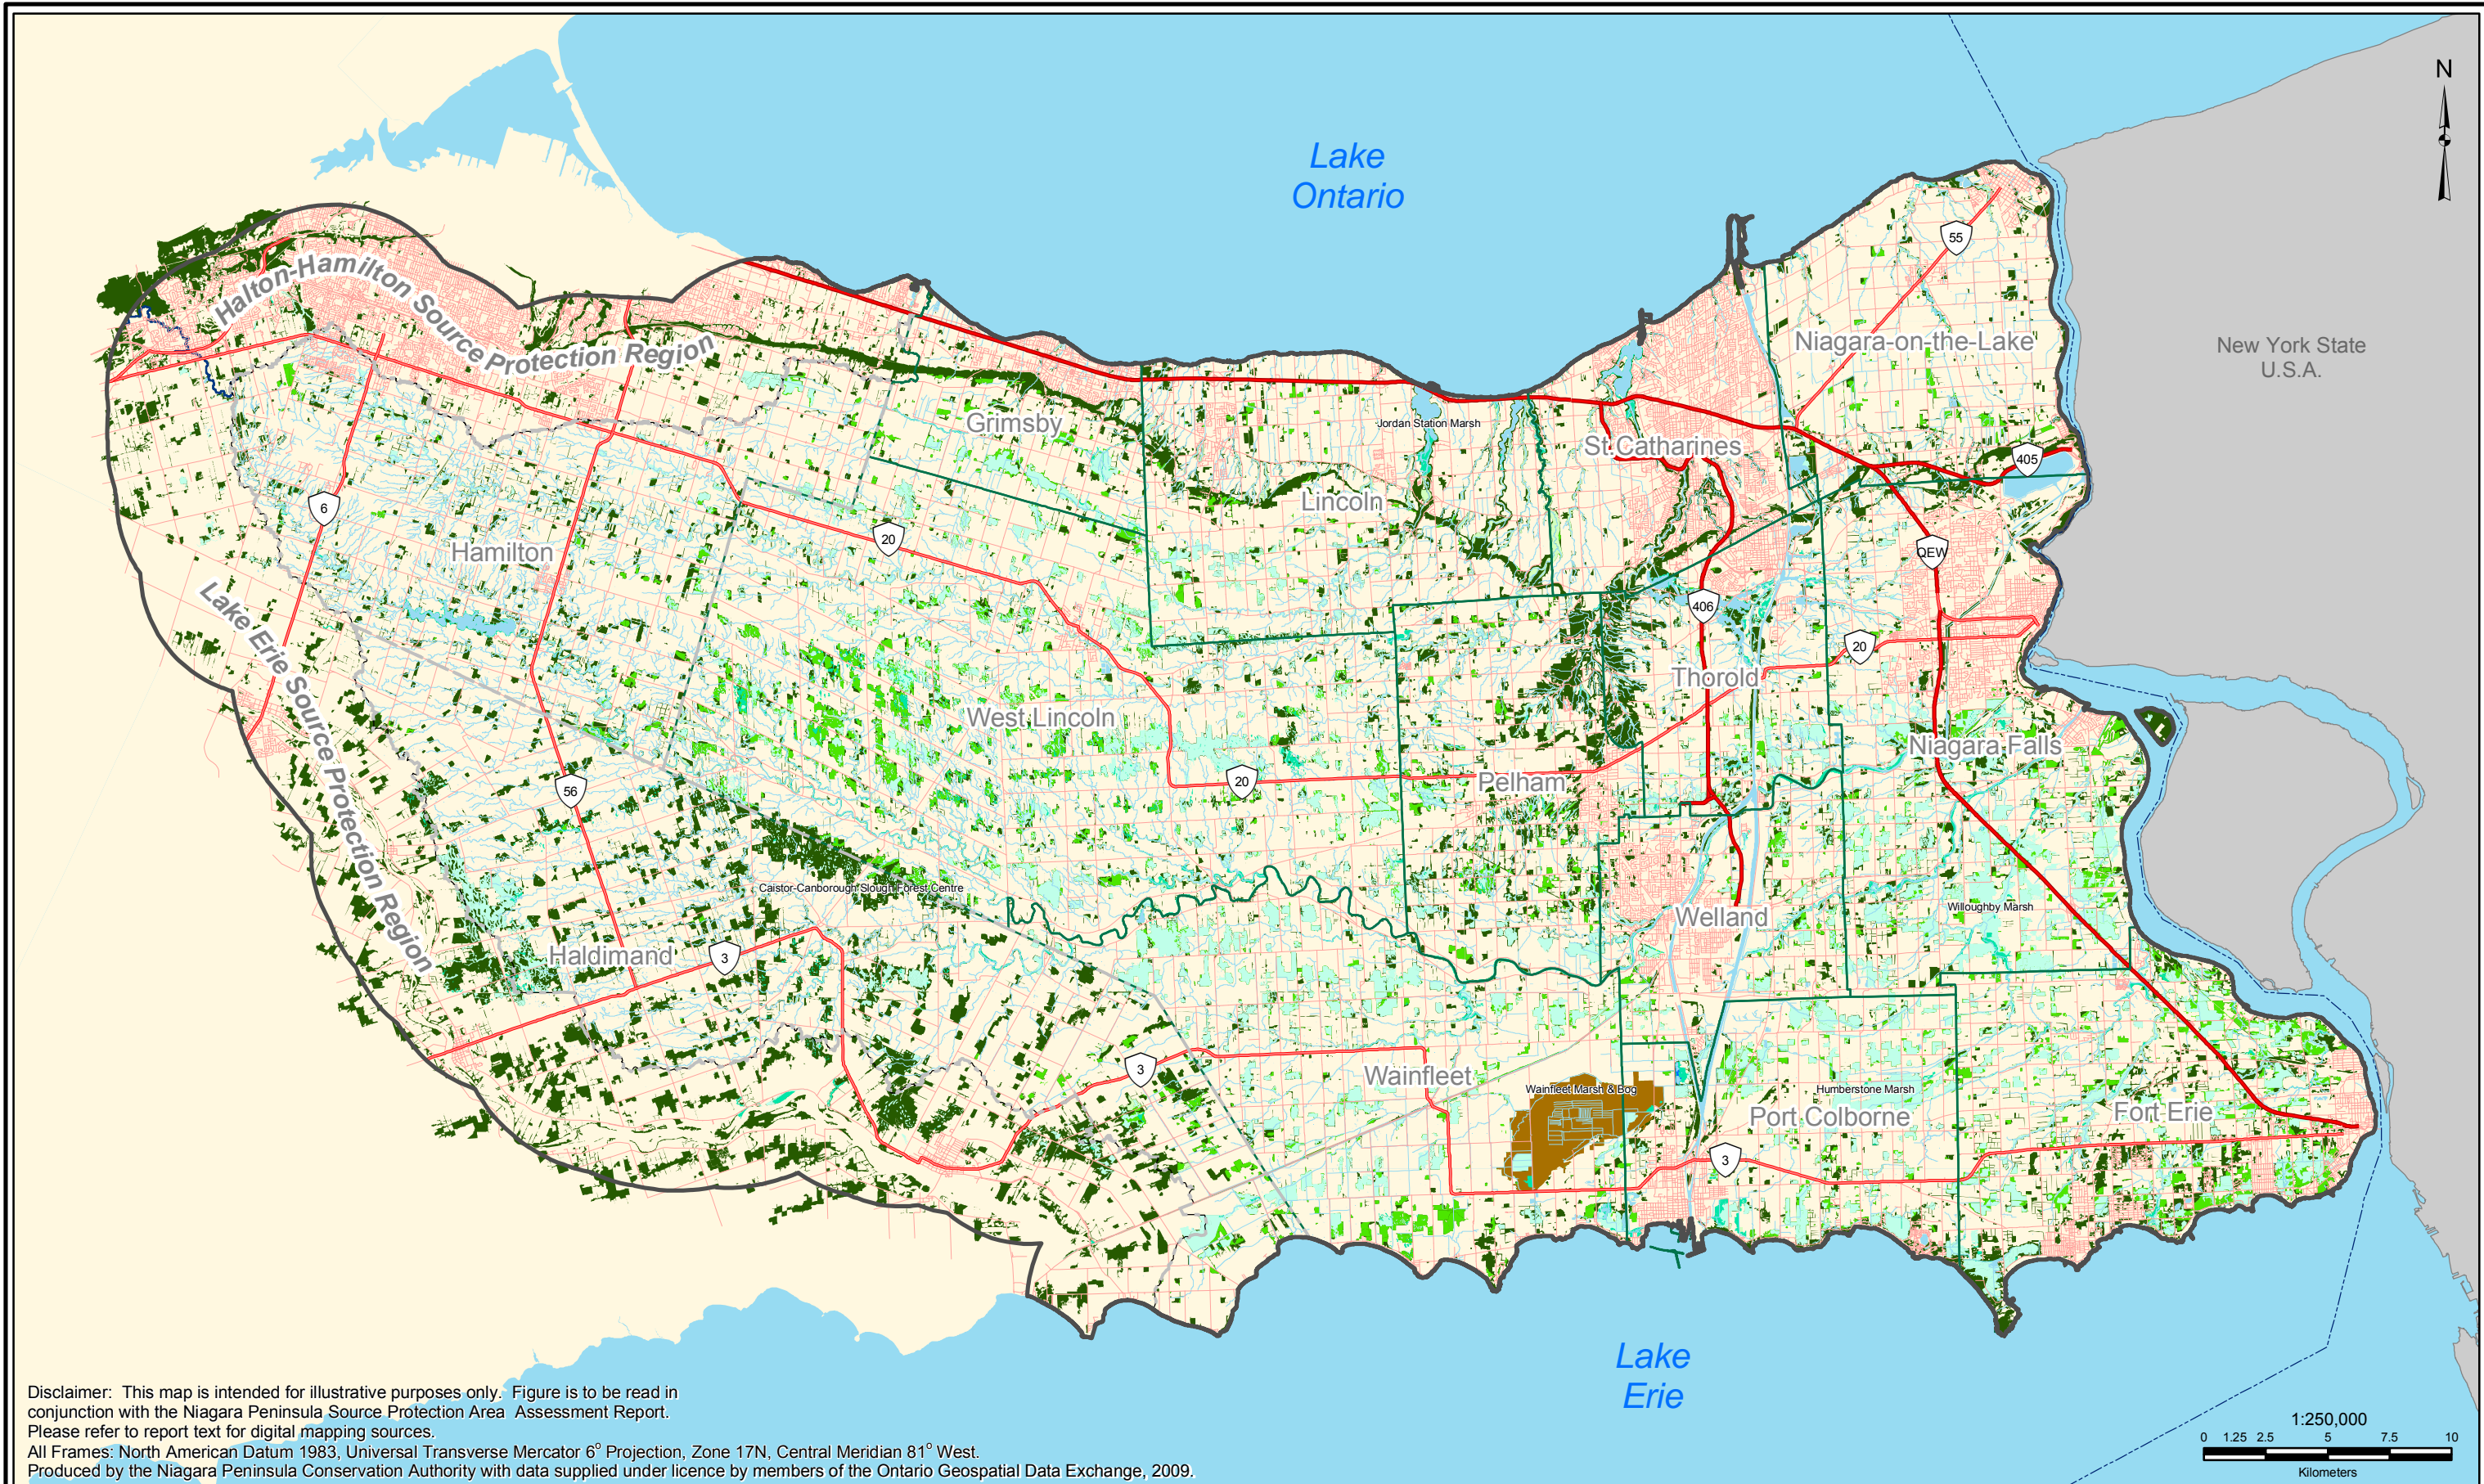 N
Lake
Ontario
55
Halton-Hamilton Source Protection Region
Niagara-on-the-Lake
New York State
U.S.A.
Grimsby
Jordan Station Marsh
St.Catharines
405
Lincoln
6
20
Hamilton
QEW
Lake Erie Source Protection Region
406
20
Thorold
West Lincoln
Niagara Falls
20
Pelham
56
Caistor-Canborough Slough Forest Centre
Willoughby Marsh
Welland
Haldimand
3
3
Wainfleet
Wainfleet Marsh & Bog
Humberstone Marsh
Port Colborne
Fort Erie
3
Lake
Erie
Disclaimer: This map is intended for illustrative purposes only. Figure is to be read in
conjunction with the Niagara Peninsula Source Protection Area Assessment Report.
Please refer to report text for digital mapping sources.
All Frames: North American Datum 1983, Universal Transverse Mercator 6° Projection, Zone 17N, Central Meridian 81° West.
Produced by the Niagara Peninsula Conservation Authority with data supplied under licence by members of the Ontario Geospatial Data Exchange, 2009.
1:250,000
0 1.25 2.5 5 7.5 10
Kilometers